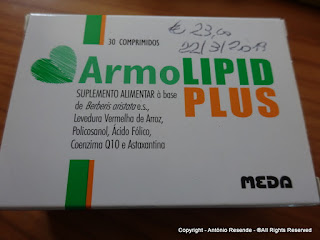 € 23,00
22/3/2019
30 COMPRIMIDOS
ArmoLIPID
PLUS
SUPLEMENTO ALIMENTAR à base
de Berberis aristata e.s.,
Levedura Vermelha de Arroz,
Policosanol, Ácido Fólico,
Coenzima Q10 e Astaxantina
MEDA
Copyright - António Resende - ®All Rights Reserved